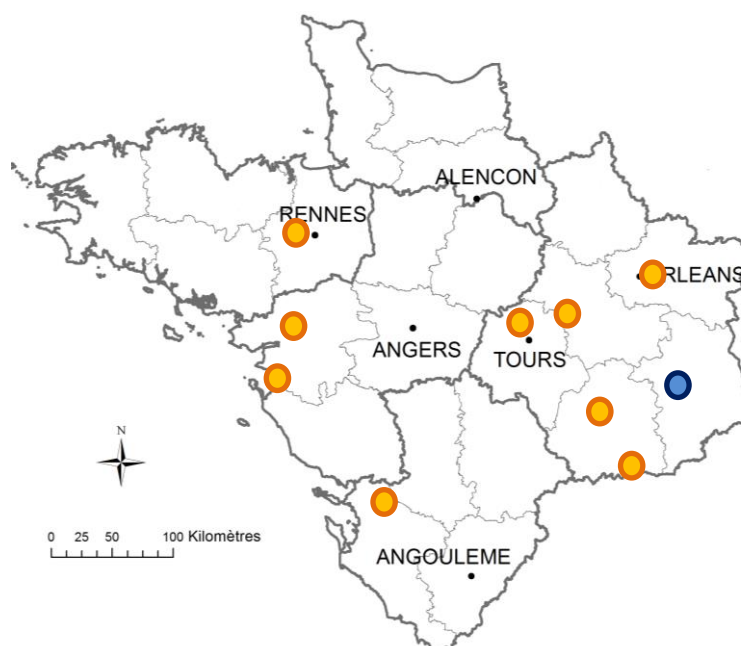 ALENCON
RENNES
RLEANS
ANGERS
TOURS
N
0 25 50 100 Kilomètres
ANGOULEME